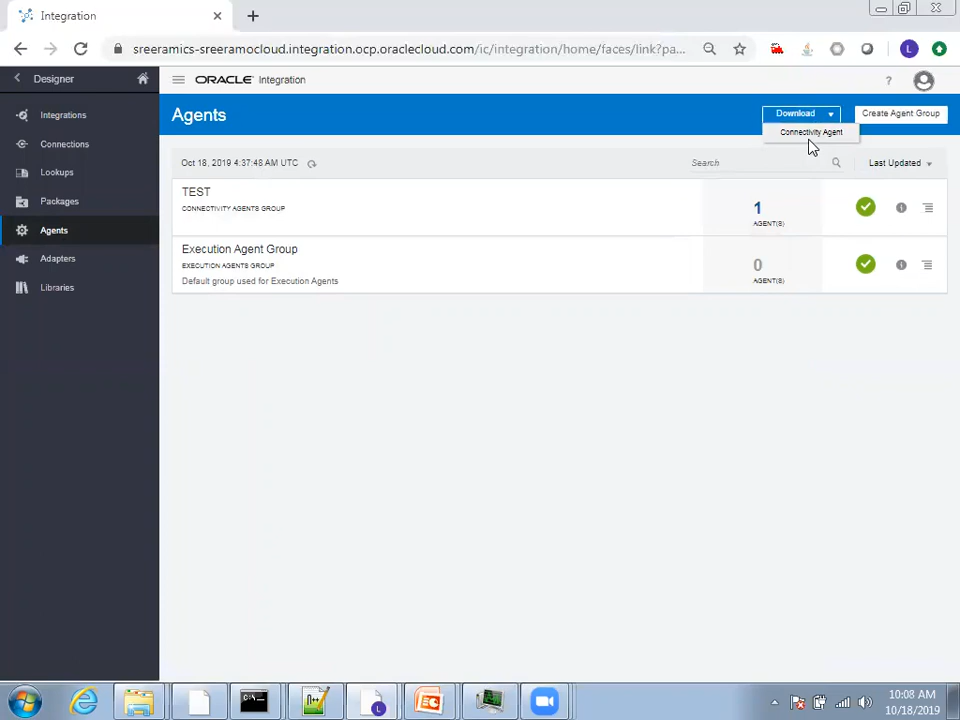 Integration
sreeramics-sreeramocloud.integration.ocp.oraclecloud.com/ic/integration/home/faces/link?pa...
L
Designer
ORACLE Integration
?
Integrations
Connections
Lookups
Packages
Agents
Adapters
Libraries
Agents
Download
Create Agent Group
Connectivity Agent
Oct 18, 2019 4:37:48 AM UTC
Search
Last Updated
TEST
CONNECTIVITY AGENTS GROUP
1
AGENT(S)
Execution Agent Group
EXECUTION AGENTS GROUP
Default group used for Execution Agents
0
AGENT(S)
C:\
L
10:08 AM
10/18/2019